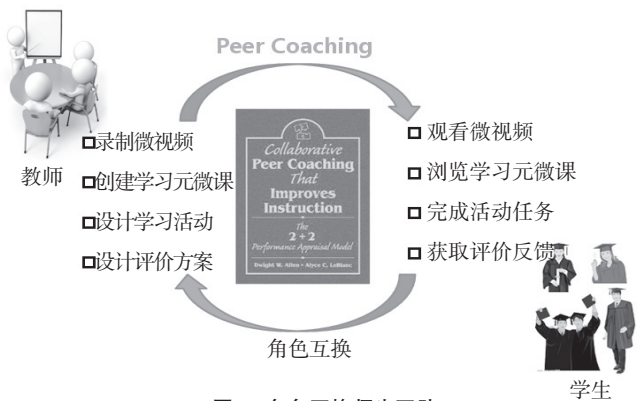 Peer Coaching
教师
录制微视频
创建学习元微课
设计学习活动
设计评价方案
Collaborative
Peer Coaching
That
Improves
Instruction
The
2 + 2
Performance Appraisal Model
Dwight W. Allen • Alyce C. LeBlanc
观看微视频
浏览学习元微课
完成活动任务
获取评价反馈
角色互换
学生